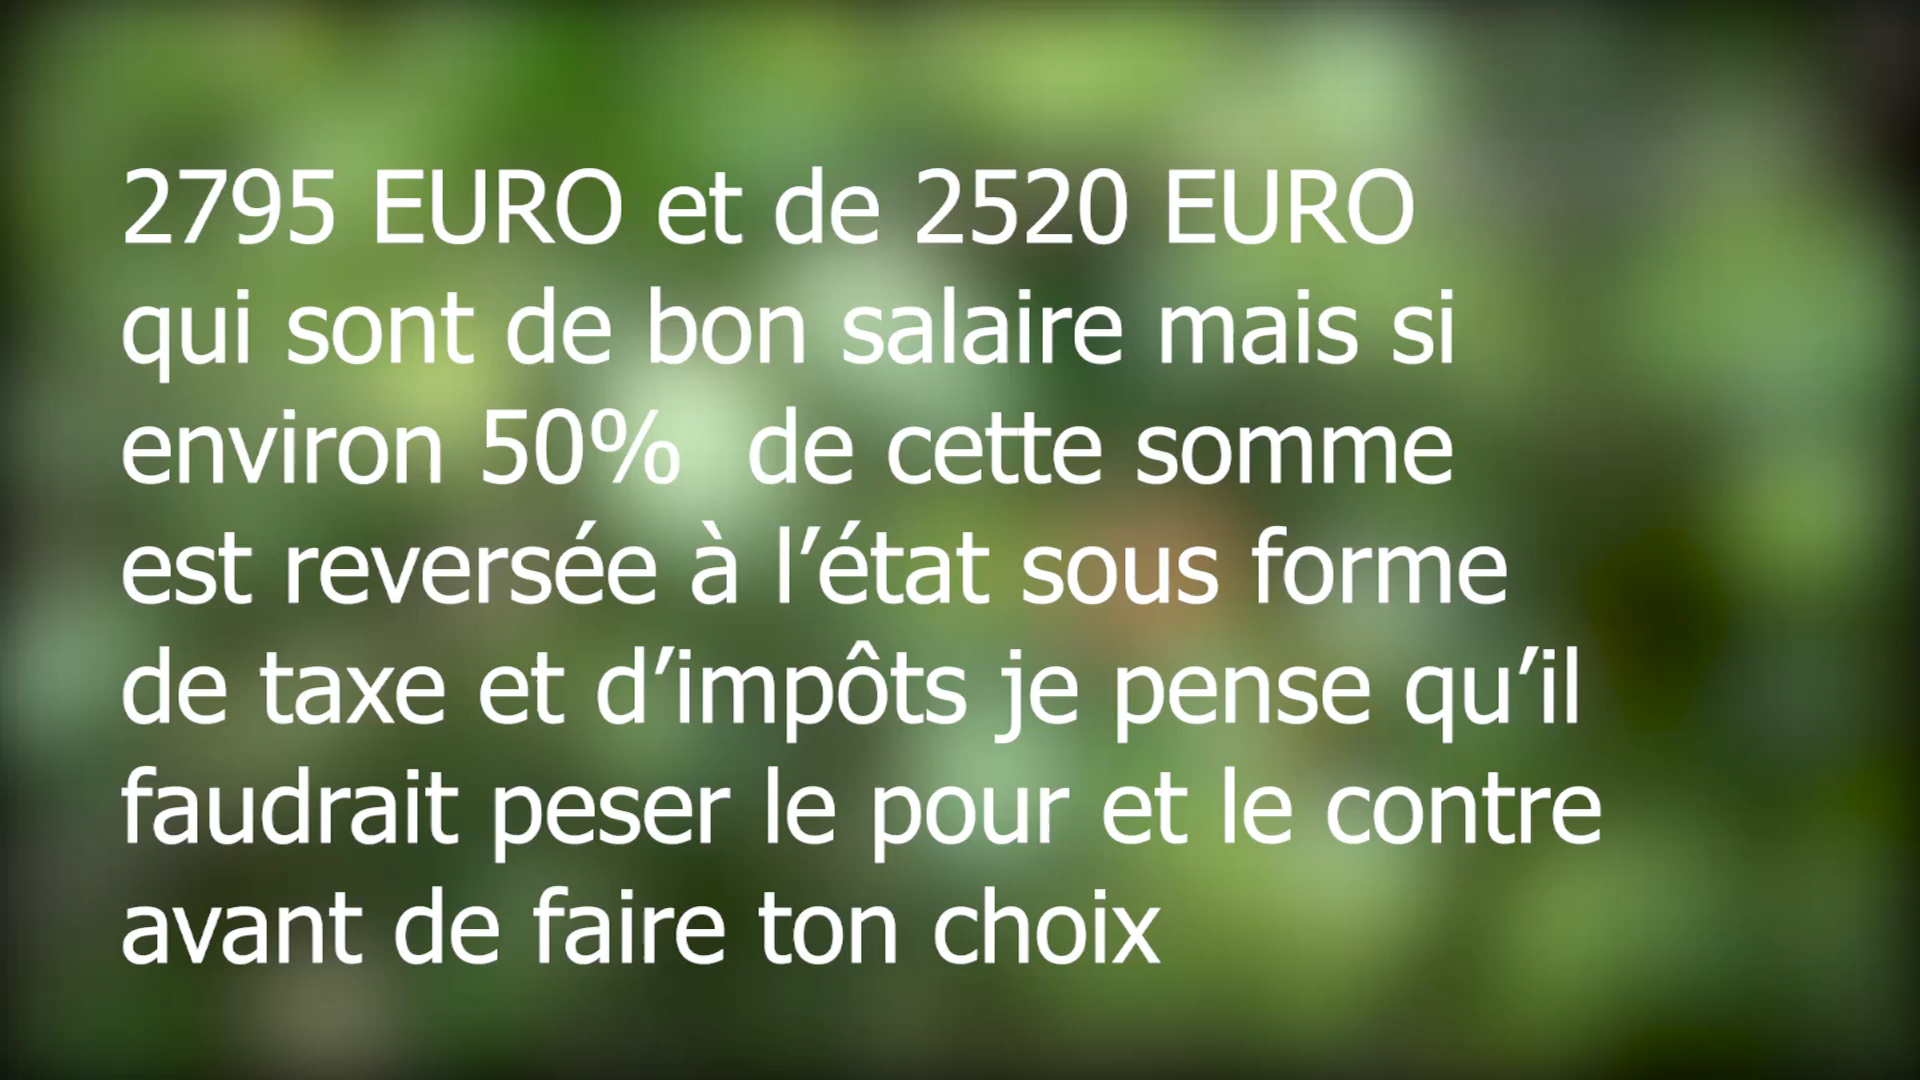 2795 EURO et de 2520 EURO
qui sont de bon salaire mais si
environ 50%  de cette somme
est reversée à l’état sous forme
de taxe et d’impôts je pense qu’il
faudrait peser le pour et le contre
avant de faire ton choix